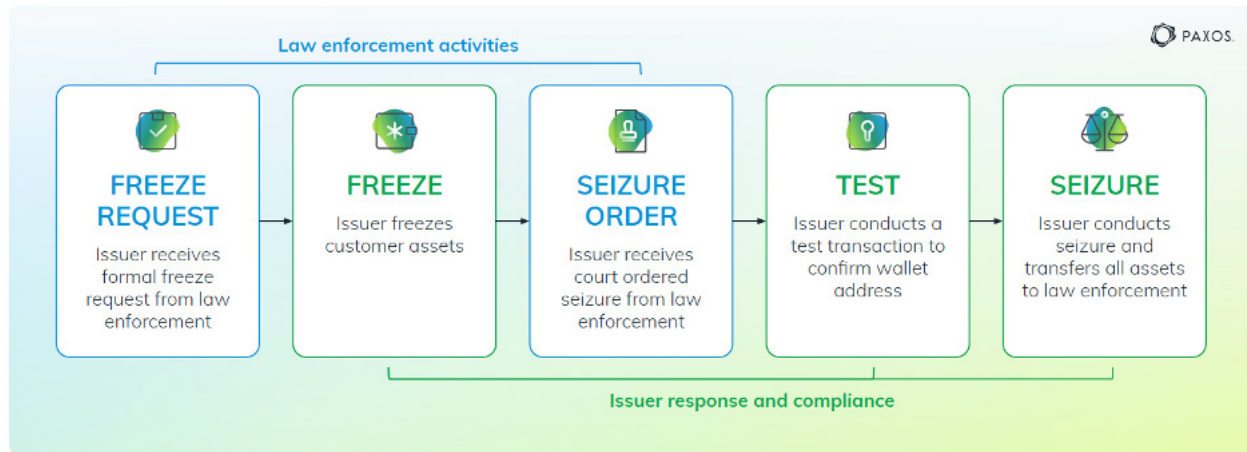 Law enforcement activities
PAXOS
FREEZE
REQUEST
Issuer receives
formal freeze
request from law
enforcement
FREEZE
Issuer freezes
customer assets
SEIZURE
ORDER
Issuer receives
court ordered
seizure from law
enforcement
TEST
Issuer conducts a
test transaction to
confirm wallet
address
SEIZURE
Issuer conducts
seizure and
transfers all assets
to law enforcement
Issuer response and compliance